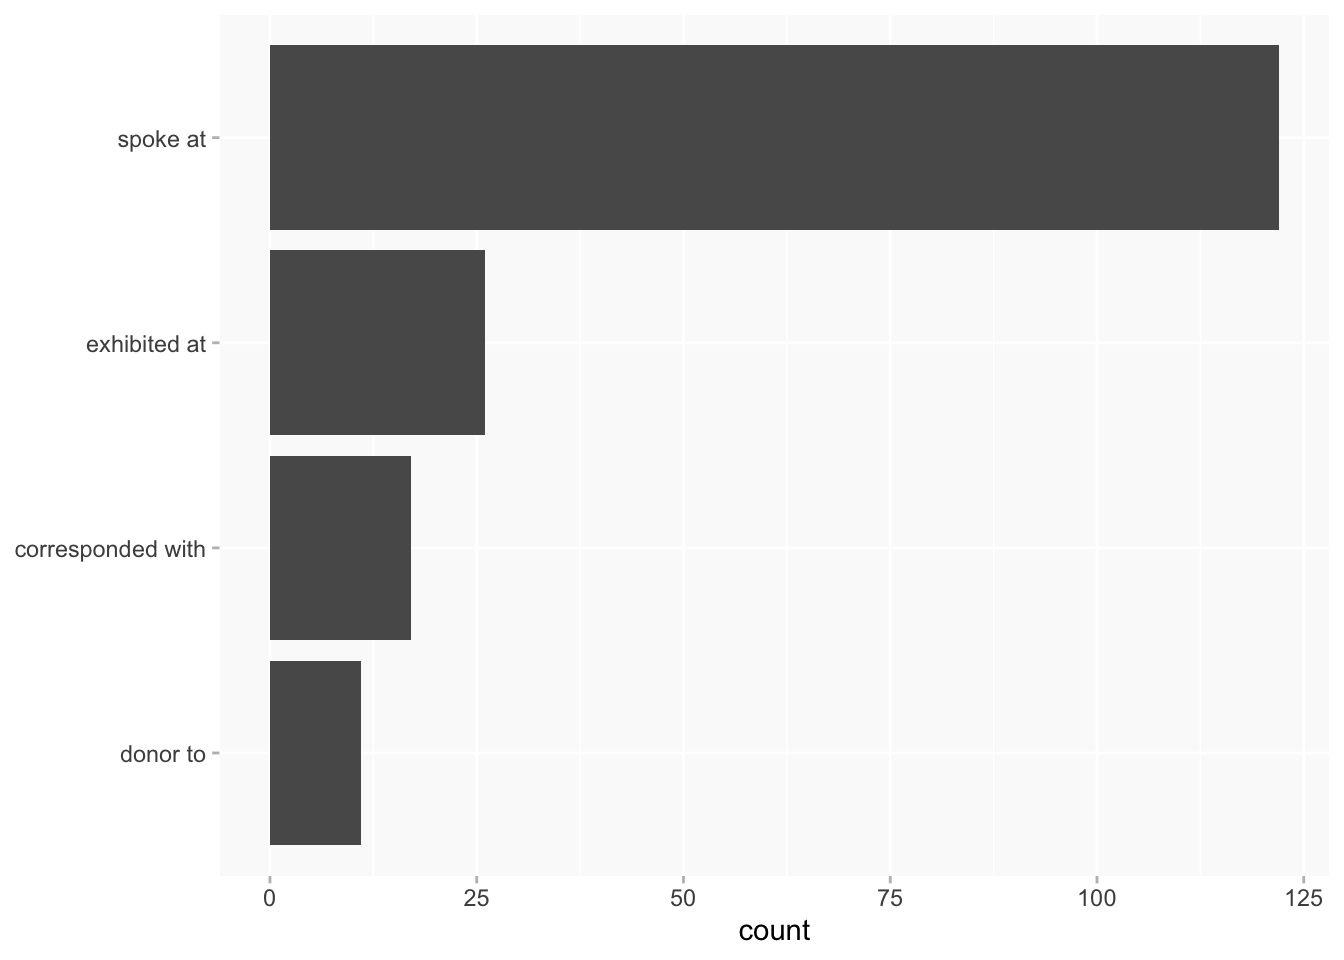 spoke at
exhibited at
corresponded with
donor to
0 25 50 75 100 125
count